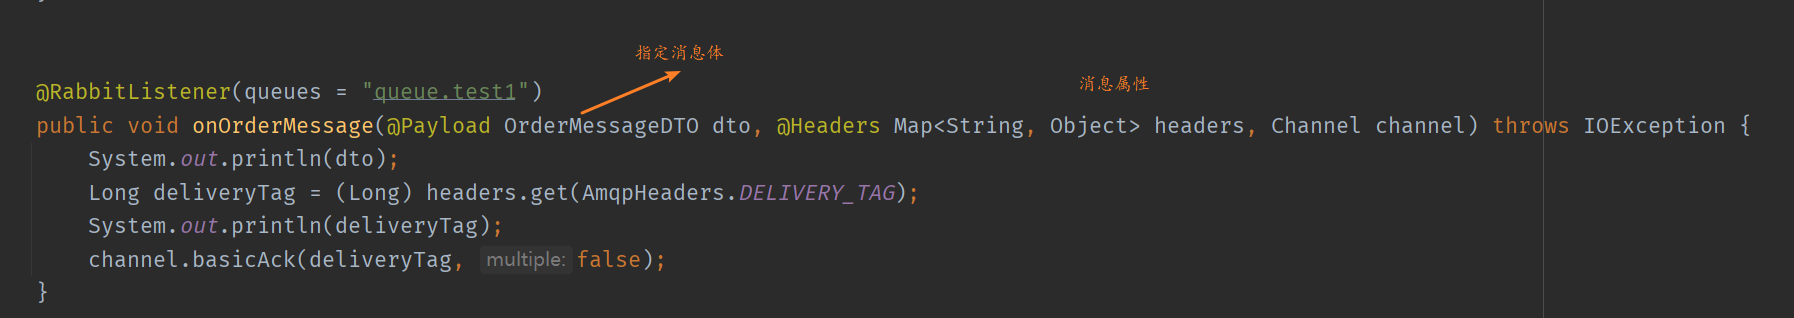 指定消息体
消息属性
@RabbitListener(queues = "queue.test1")
public void onOrderMessage(@Payload OrderMessageDTO dto, @Headers Map<String, Object> headers, Channel channel) throws IOException {
System.out.println(dto);
Long deliveryTag = (Long) headers.get(AmqpHeaders.DELIVERY_TAG);
System.out.println(deliveryTag);
channel.basicAck(deliveryTag, multiple: false);
}